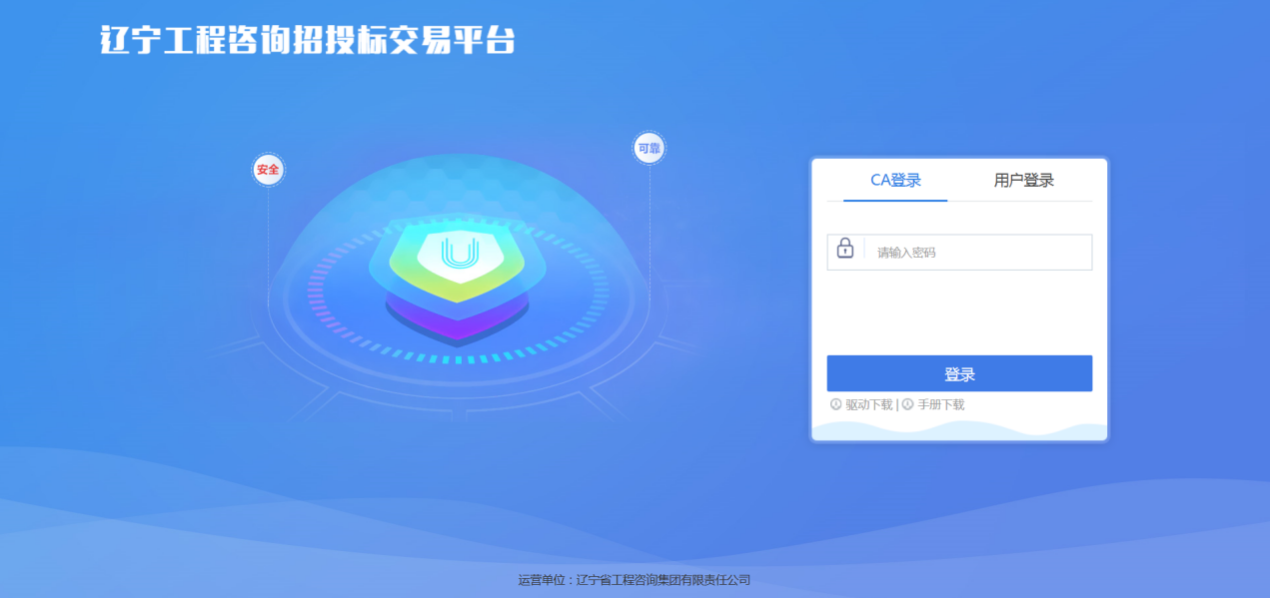 辽宁工程咨询招投标交易平台
安全
可靠
CA登录 用户登录
请输入密码
登录
驱动下载 | 手册下载
运营单位：辽宁省工程咨询集团有限责任公司